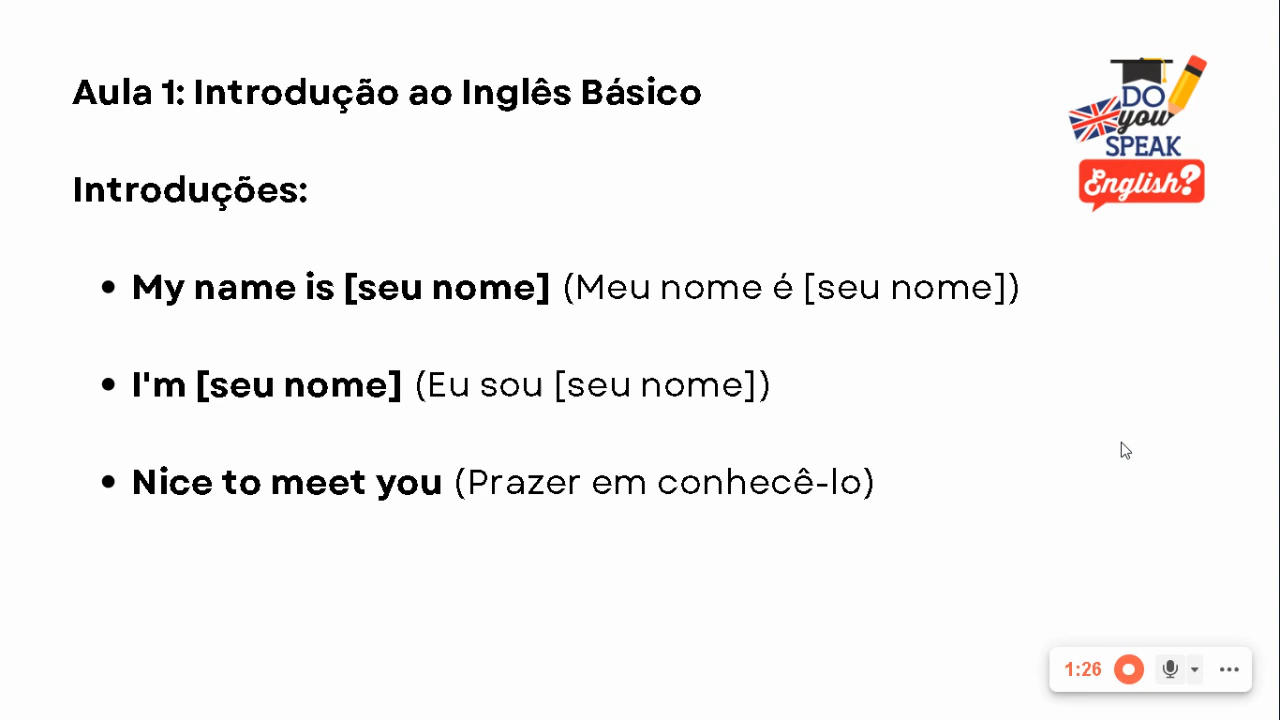 Aula 1: Introdução ao Inglês Básico
DO
you
SPEAK
English?
Introduções:
• My name is [seu nome] (Meu nome é [seu nome])
• I'm [seu nome] (Eu sou [seu nome])
• Nice to meet you (Prazer em conhecê-lo)
1:26